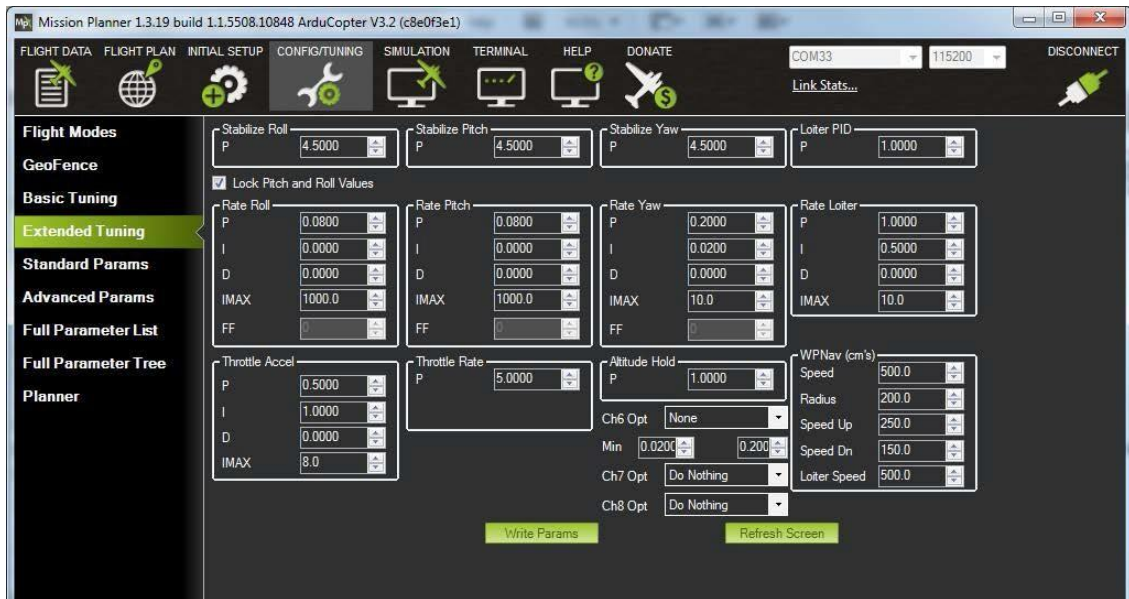 Mission Planner 1.3.19 build 1.1.5508.10848 ArduCopter V3.2 (c8e0f3e1)
FLIGHT DATA FLIGHT PLAN INITIAL SETUP CONFIG/TUNING SIMULATION TERMINAL HELP DONATE COM33 115200 DISCONNECT
Link Stats...
Flight Modes
GeoFence
Basic Tuning
Extended Tuning
Standard Params
Advanced Params
Full Parameter List
Full Parameter Tree
Planner
Stabilize Roll
P 4.5000
Stabilize Pitch
P 4.5000
Stabilize Yaw
P 4.5000
Loiter PID
P 1.0000
Lock Pitch and Roll Values
Rate Roll
P 0.0800
I 0.0000
D 0.0000
IMAX 1000.0
FF 0
Rate Pitch
P 0.0800
I 0.0000
D 0.0000
IMAX 1000.0
FF 0
Rate Yaw
P 0.2000
I 0.0200
D 0.0000
IMAX 10.0
FF 0
Rate Loiter
P 1.0000
I 0.5000
D 0.0000
IMAX 10.0
Throttle Accel
P 0.5000
I 1.0000
D 0.0000
IMAX 8.0
Throttle Rate
P 5.0000
Altitude Hold
P 1.0000
Ch6 Opt None
Min 0.0200 0.200
Ch7 Opt Do Nothing
Ch8 Opt Do Nothing
WPNav (cm's)
Speed 500.0
Radius 200.0
Speed Up 250.0
Speed Dn 150.0
Loiter Speed 500.0
Write Params
Refresh Screen